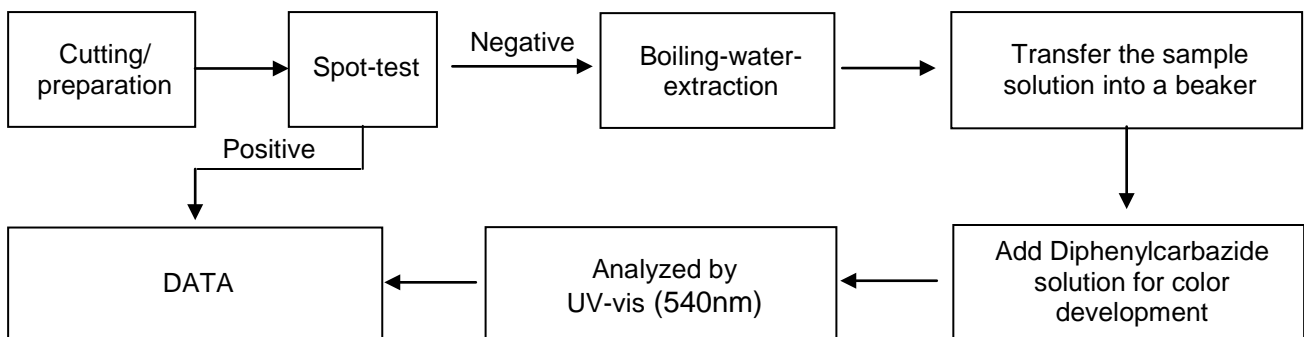 Cutting/
preparation
Spot-test
Negative
Boiling-water-
extraction
Transfer the sample
solution into a beaker
Positive
DATA
Analyzed by
UV-vis (540nm)
Add Diphenylcarbazide
solution for color
development